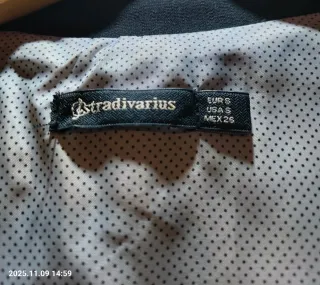 Stradivarius
EUR S
USA S
MEX 26
2025.11.09 14:59